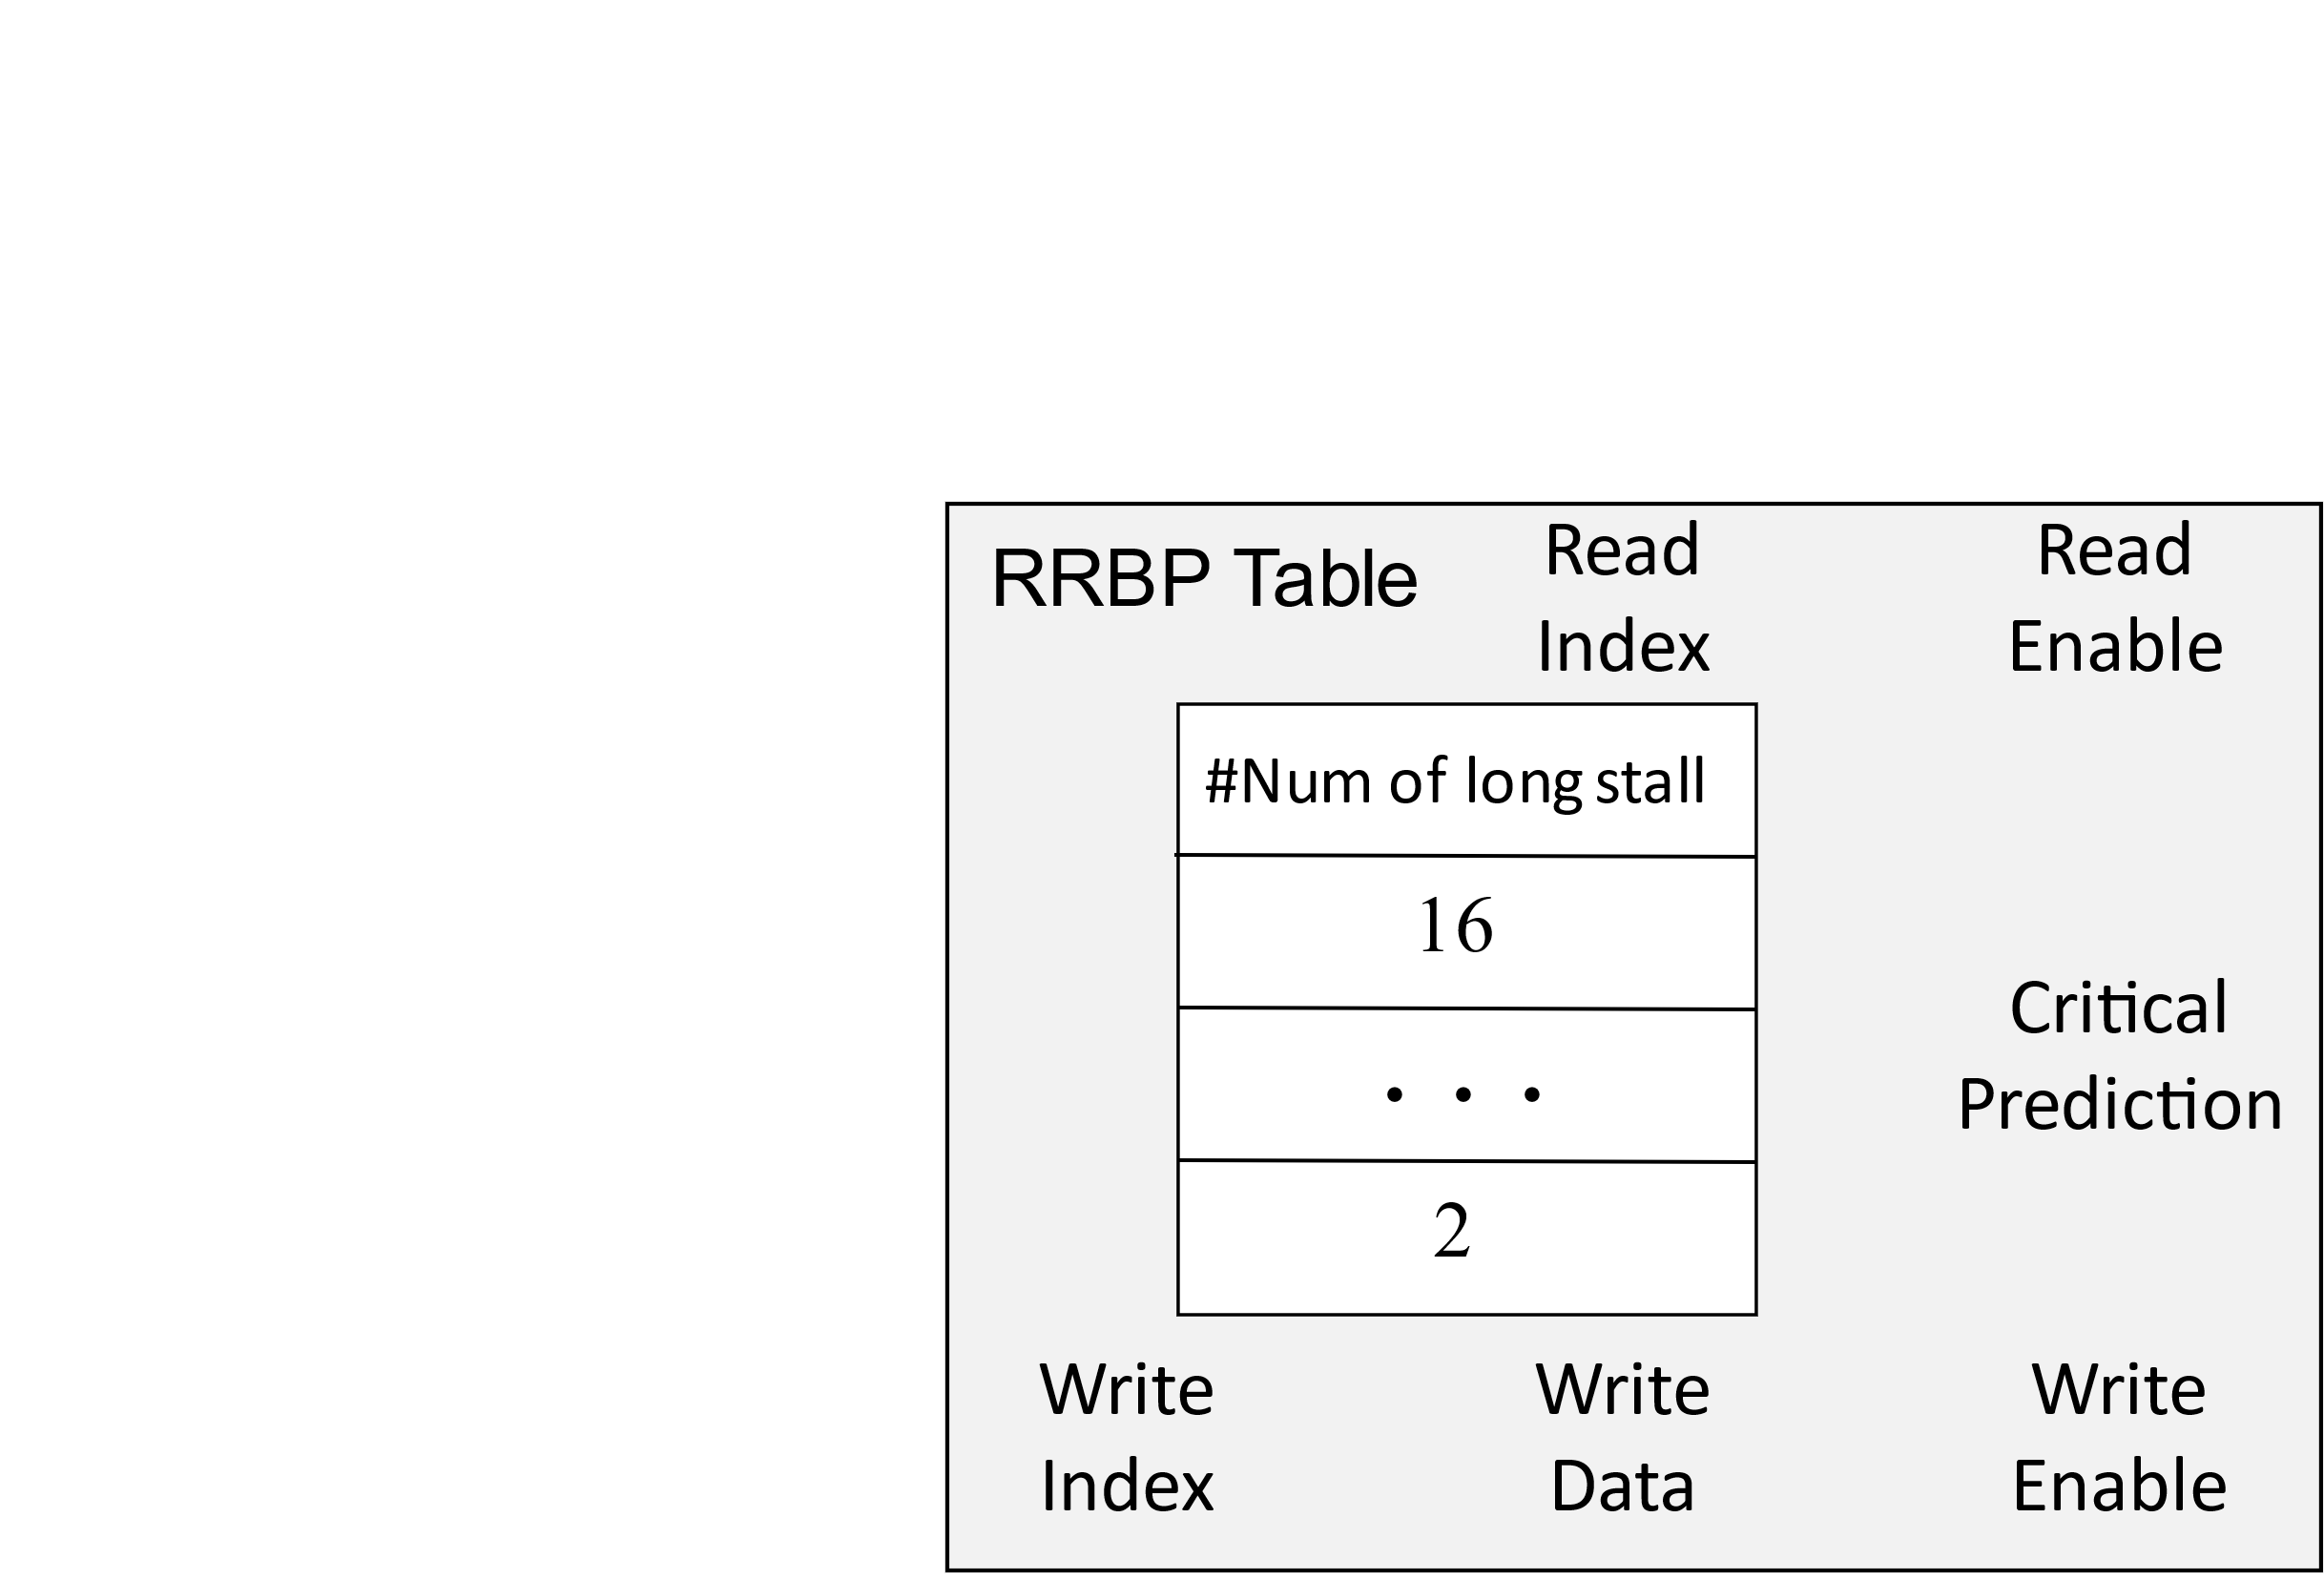 RRBP Table
Read
Index
Read
Enable
#Num of long stall
16
. . .
2
Critical
Prediction
Write
Index
Write
Data
Write
Enable